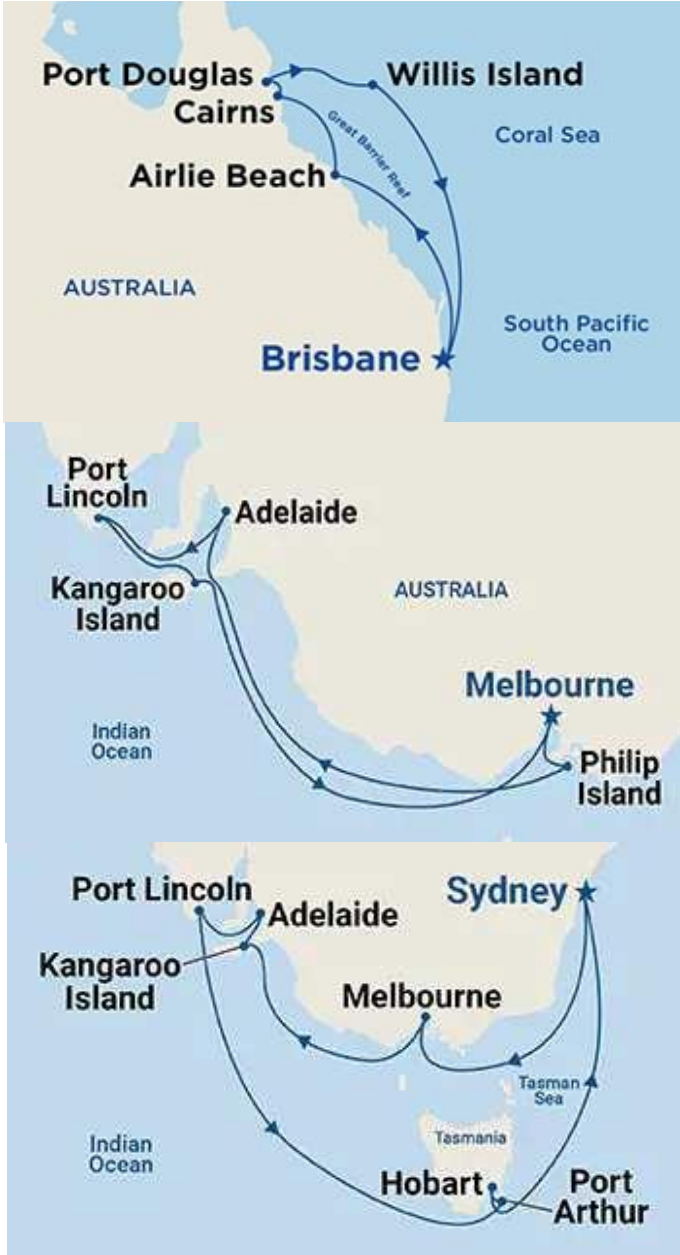 Port Douglas
Willis Island
Cairns
Great Barrier Reef
Coral Sea
Airlie Beach
AUSTRALIA
South Pacific
Ocean
Brisbane
Port
Lincoln
Adelaide
Kangaroo
Island
AUSTRALIA
Melbourne
Indian
Ocean
Philip
Island
Port Lincoln
Adelaide
Sydney
Kangaroo
Island
Melbourne
Tasman
Sea
Tasmania
Indian
Ocean
Hobart
Port
Arthur